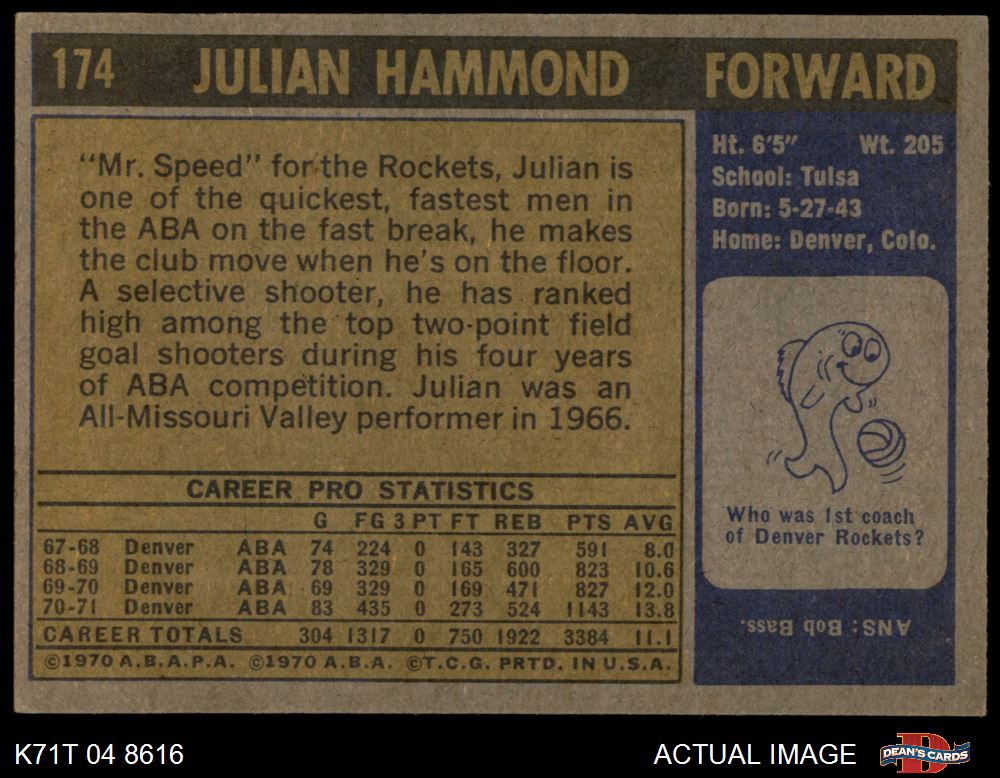 174 JULIAN HAMMOND FORWARD
"Mr. Speed" for the Rockets, Julian is
one of the quickest, fastest men in
the ABA on the fast break, he makes
the club move when he's on the floor.
A selective shooter, he has ranked
high among the top two-point field
goal shooters during his four years
of ABA competition. Julian was an
All-Missouri Valley performer in 1966.
CAREER PRO STATISTICS
G FG 3 PT FT REB PTS AVG
67-68 Denver ABA 74 224 0 143 327 591 8.0
68-69 Denver ABA 78 329 0 165 600 823 10.6
69-70 Denver ABA 69 329 0 169 471 827 12.0
70-71 Denver ABA 83 435 0 273 524 1143 13.8
CAREER TOTALS 304 1317 0 750 1922 3384 11.1
©1970 A.B.A.P.A. ©1970 A.B.A. ©T.C.G. PRTD. IN U.S.A.
Ht. 6'5" Wt. 205
School: Tulsa
Born: 5-27-43
Home: Denver, Colo.
Who was 1st coach
of Denver Rockets?
ANS: Bob Bass.
K71T 04 8616
ACTUAL IMAGE
D
DEAN'S CARDS